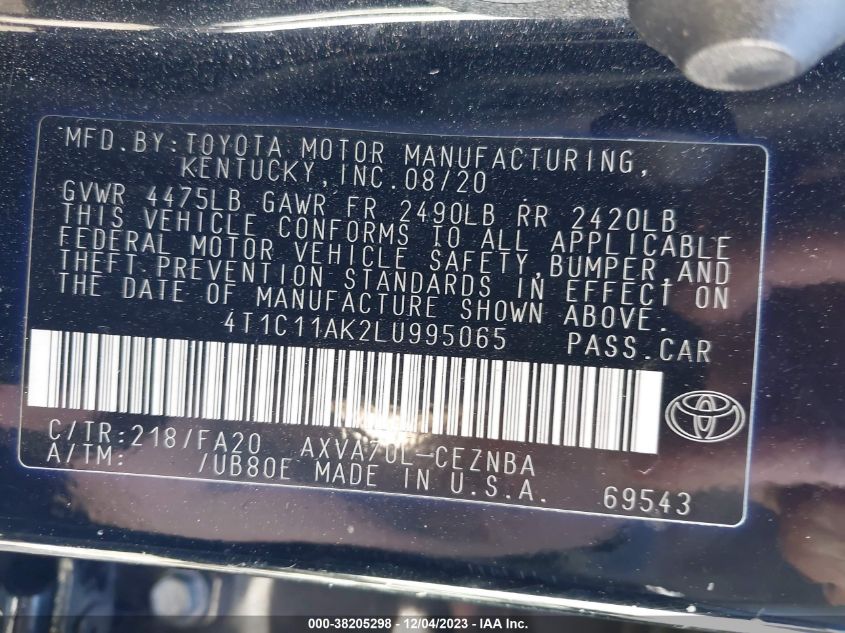 MFD.BY:TOYOTA MOTOR MANUFACTURING,
KENTUCKY, INC.08/20
GVWR 4475LB GAWR FR 2490LB RR 2420LB
THIS VEHICLE CONFORMS TO ALL APPLICABLE
FEDERAL MOTOR VEHICLE SAFETY,BUMPER,AND
THEFT PREVENTION STANDARDS IN EFFECT ON
THE DATE OF MANUFACTURE SHOWN ABOVE.
4T1C11AK2LU995065 PASS.CAR
C/TR:218/FA20 AXVA70L-CEZNBA
A/TM: /UB80E MADE IN U.S.A.
69543
000-38205298 - 12/04/2023 - IAA Inc.